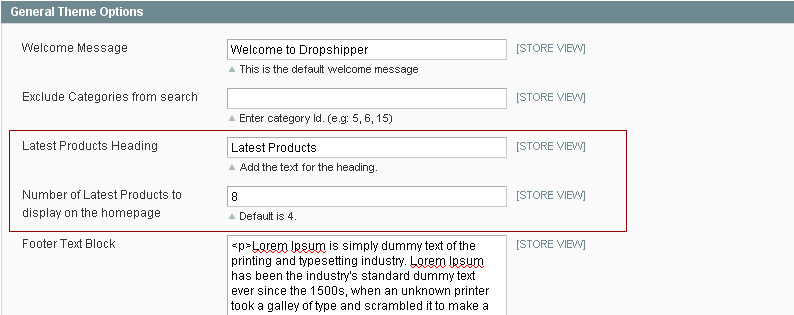 General Theme Options
Welcome Message
Welcome to Dropshipper
[STORE VIEW]
This is the default welcome message
Exclude Categories from search
[STORE VIEW]
Enter category Id. (e.g: 5, 6, 15)
Latest Products Heading
Latest Products
[STORE VIEW]
Add the text for the heading.
Number of Latest Products to
display on the homepage
8
[STORE VIEW]
Default is 4.
Footer Text Block
<p>Lorem Ipsum is simply dummy text of the
printing and typesetting industry. Lorem Ipsum
has been the industry's standard dummy text
ever since the 1500s, when an unknown printer
took a galley of type and scrambled it to make a
[STORE VIEW]